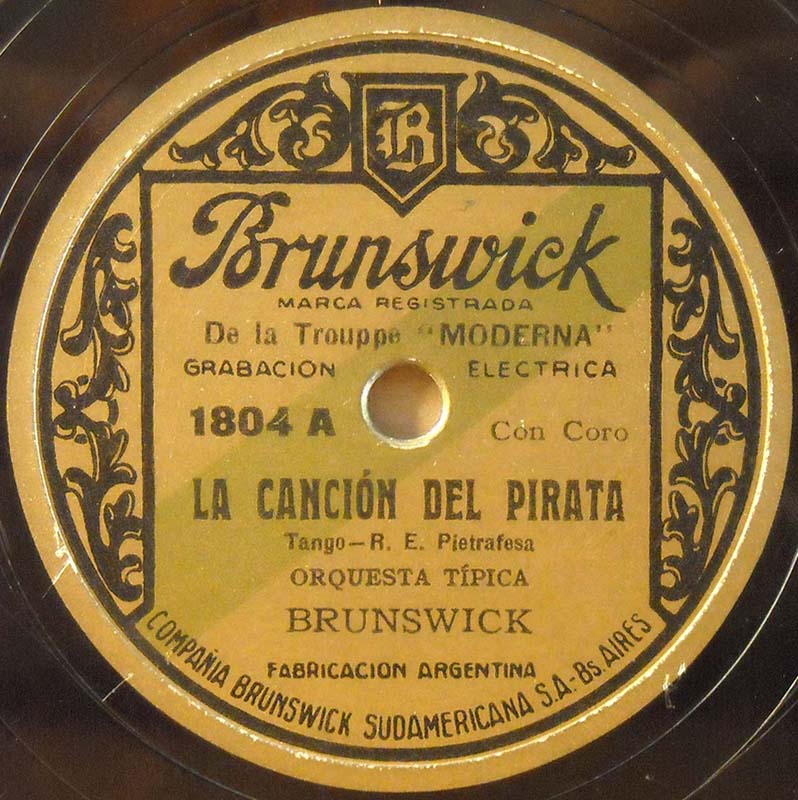 B
Brunswick
MARCA REGISTRADA
De la Trouppe "MODERNA"
GRABACION ELECTRICA
1804 A Con Coro
LA CANCIÓN DEL PIRATA
Tango—R. E. Pietrafesa
ORQUESTA TÍPICA
BRUNSWICK
FABRICACION ARGENTINA
COMPAÑIA BRUNSWICK SUDAMERICANA S.A.-Bs. AIRES